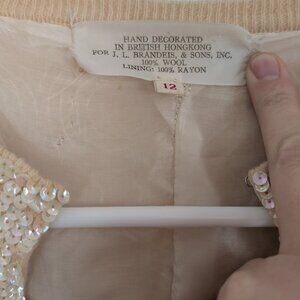 HAND DECORATED
IN BRITISH HONGKONG
FOR J. L. BRANDEIS, & SONS, INC.
100% WOOL
LINING: 100% RAYON
12